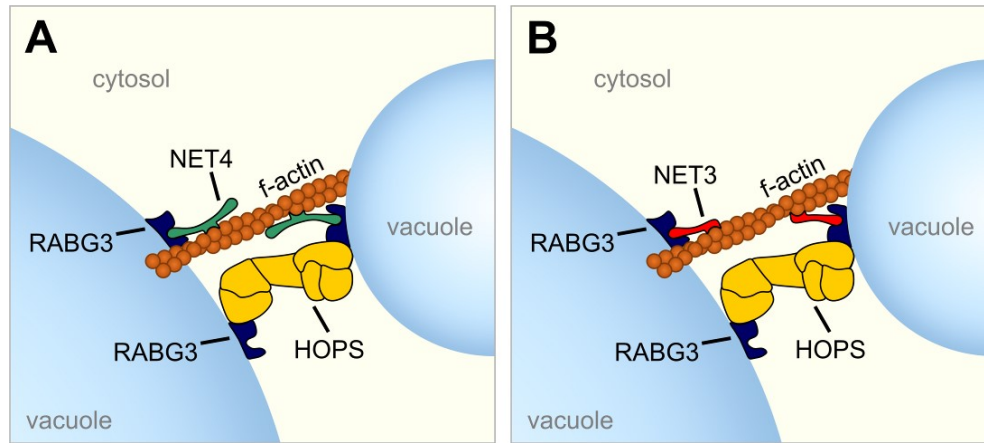 A
cytosol
NET4
f-actin
RABG3
vacuole
RABG3
HOPS
vacuole
B
cytosol
NET3
f-actin
RABG3
vacuole
RABG3
HOPS
vacuole